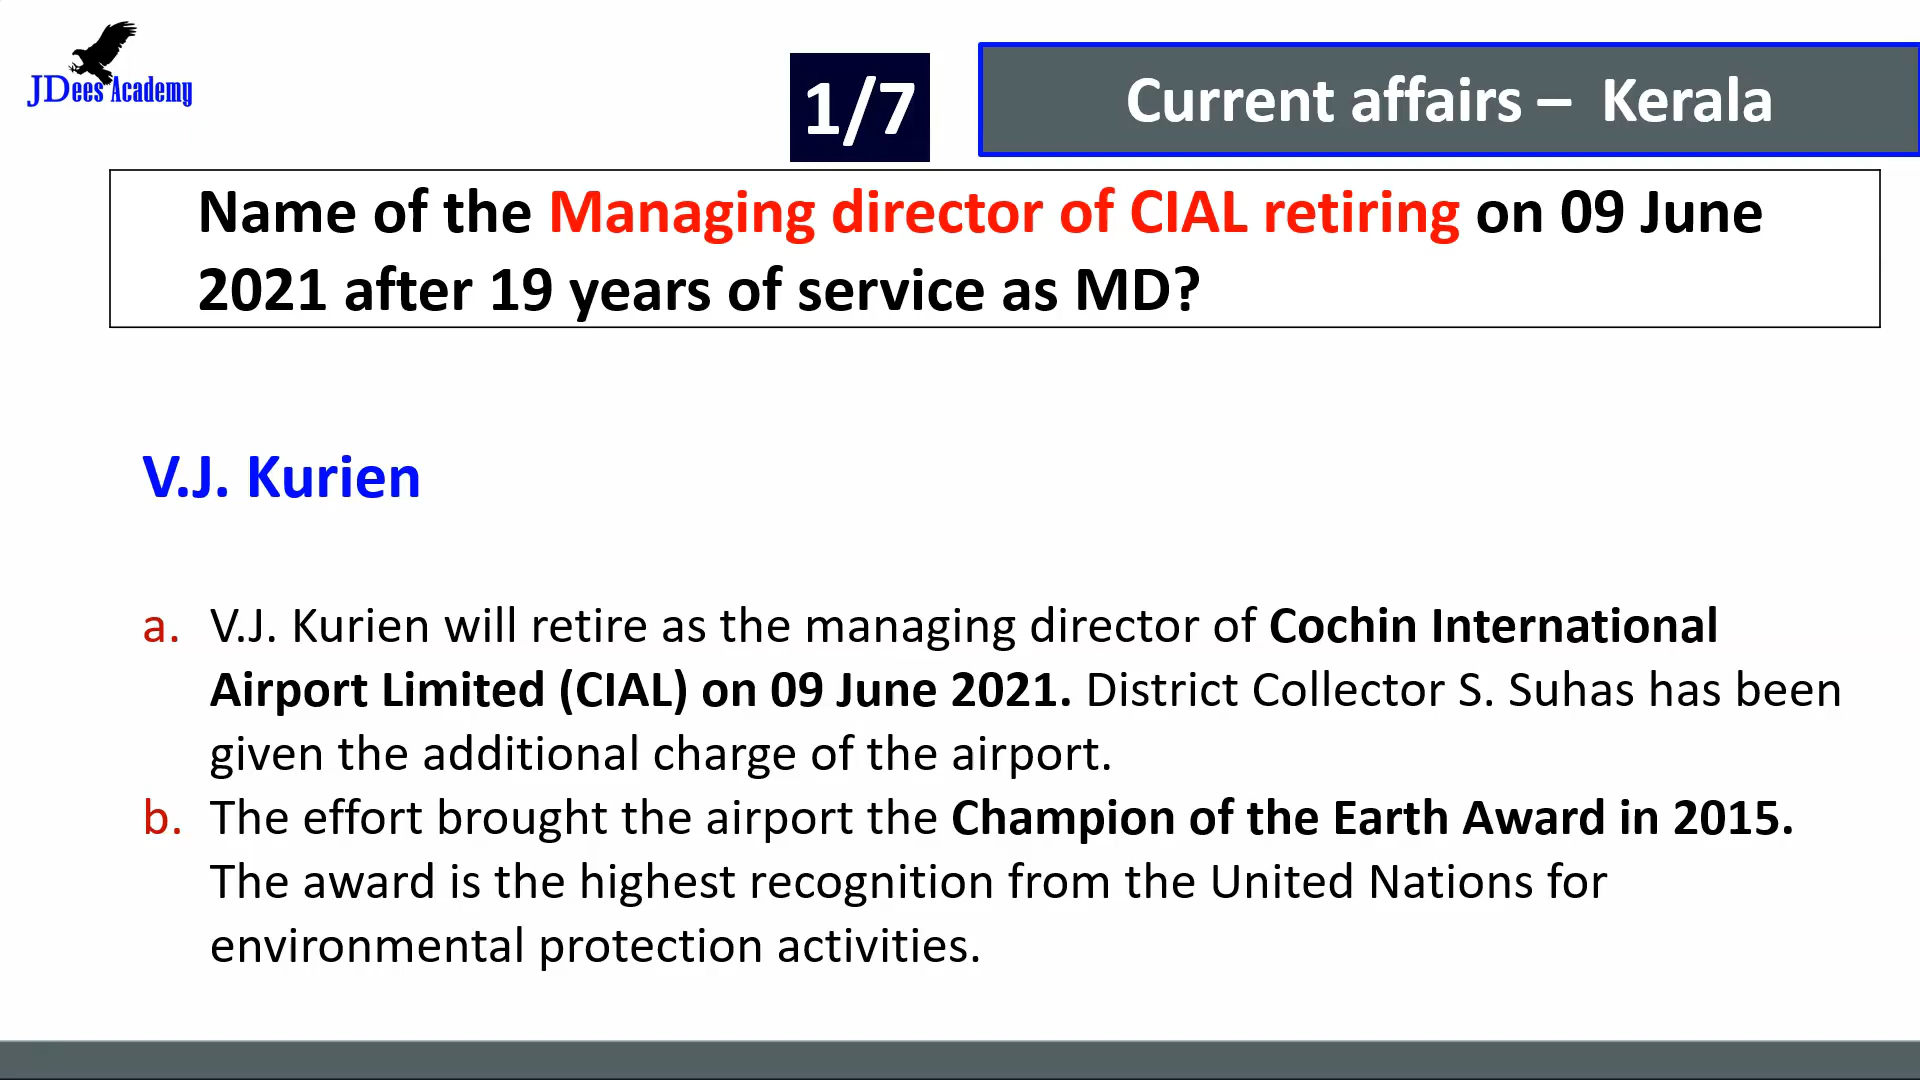 JDees Academy
1/7
Current affairs – Kerala
Name of the Managing director of CIAL retiring on 09 June
2021 after 19 years of service as MD?
V.J. Kurien
a. V.J. Kurien will retire as the managing director of Cochin International
Airport Limited (CIAL) on 09 June 2021. District Collector S. Suhas has been
given the additional charge of the airport.
b. The effort brought the airport the Champion of the Earth Award in 2015.
The award is the highest recognition from the United Nations for
environmental protection activities.